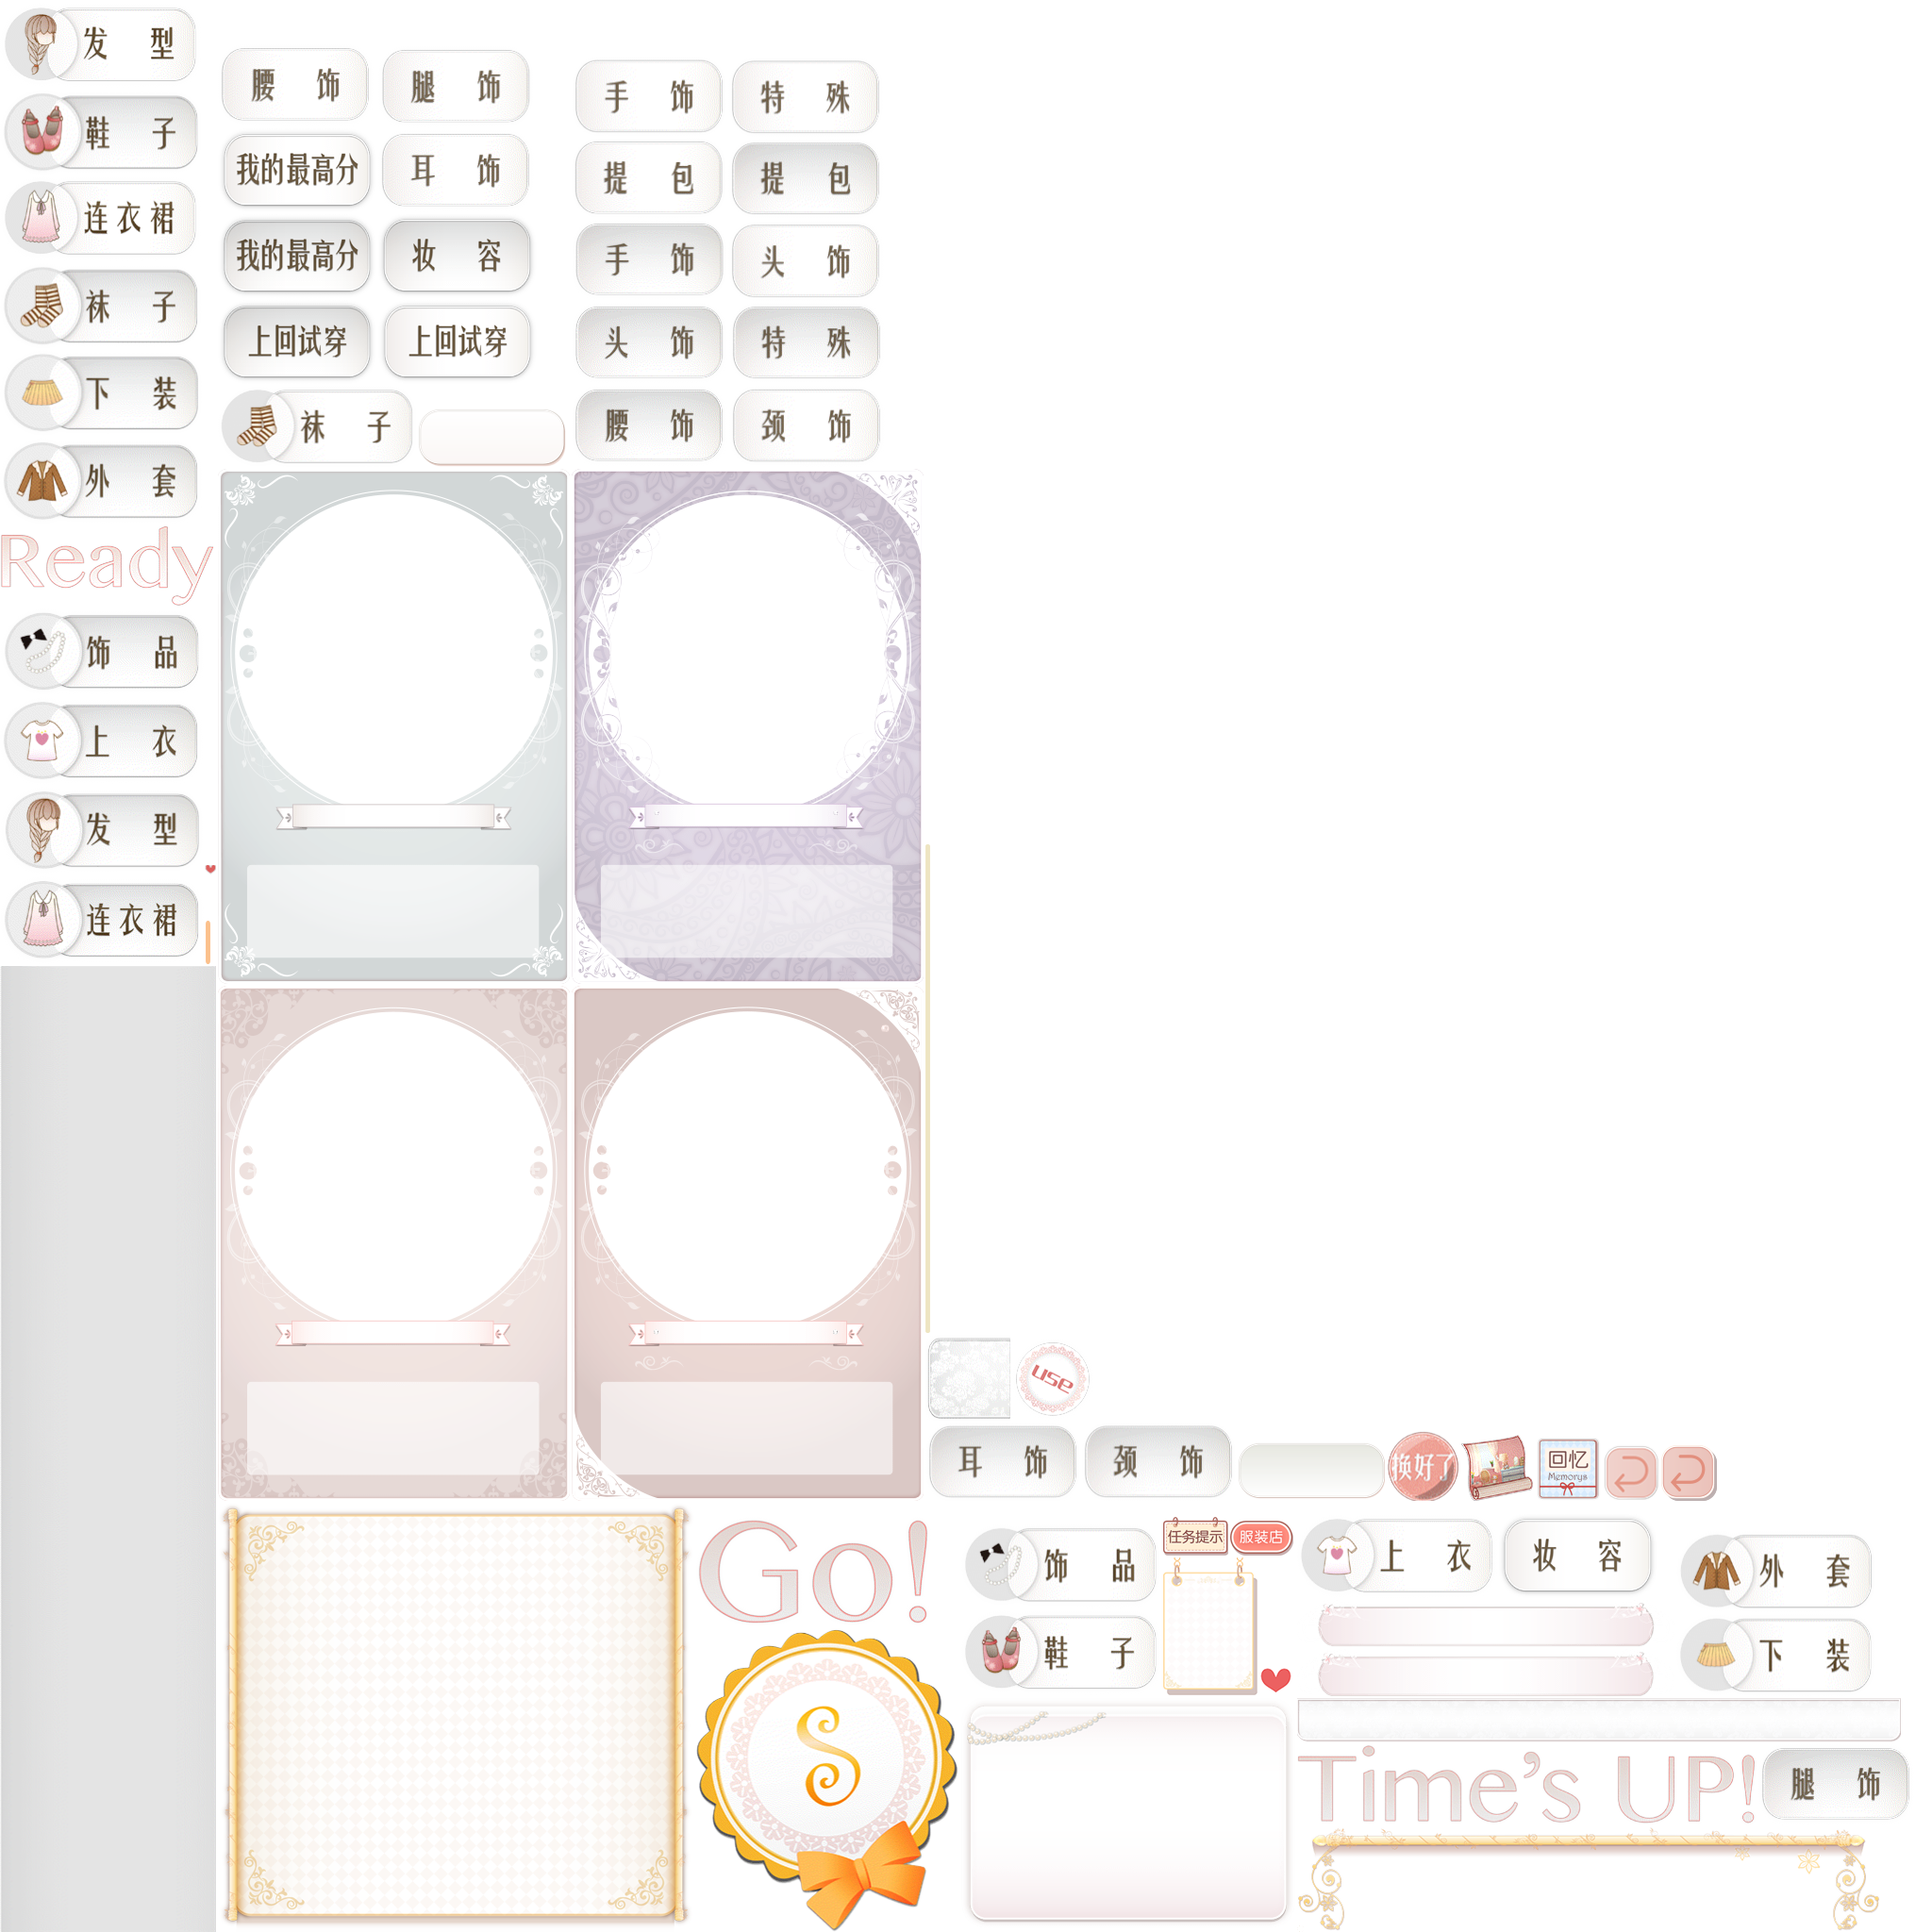 发型
鞋子
连衣裙
袜子
下装
外套
Ready
饰品
上衣
发型
连衣裙
腰饰
腿饰
我的最高分
耳饰
我的最高分
妆容
上回试穿
上回试穿
袜子
手饰
特殊
提包
提包
手饰
头饰
头饰
特殊
腰饰
颈饰
use
耳饰
颈饰
换好了
回忆
Memorys
Go!
饰品
任务提示
服装店
上衣
妆容
外套
鞋子
下装
S
Time's UP!
腿饰